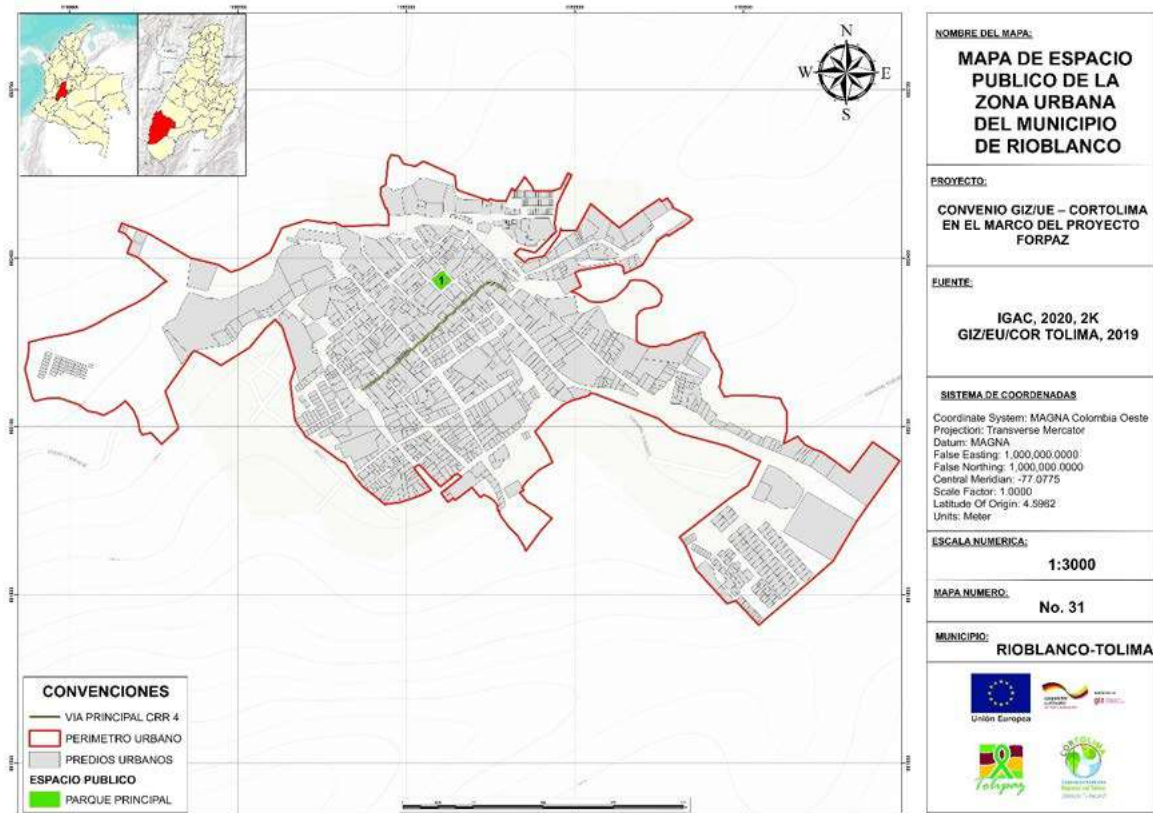 N
W
E
S
1
CONVENCIONES
VIA PRINCIPAL CRR 4
PERIMETRO URBANO
PREDIOS URBANOS
ESPACIO PUBLICO
PARQUE PRINCIPAL
NOMBRE DEL MAPA:
MAPA DE ESPACIO
PUBLICO DE LA
ZONA URBANA
DEL MUNICIPIO
DE RIOBLANCO
PROYECTO:
CONVENIO GIZ/UE – CORTOLIMA
EN EL MARCO DEL PROYECTO
FORPAZ
FUENTE:
IGAC, 2020, 2K
GIZ/EU/COR TOLIMA, 2019
SISTEMA DE COORDENADAS
Coordinate System: MAGNA Colombia Oeste
Projection: Transverse Mercator
Datum: MAGNA
False Easting: 1,000,000.0000
False Northing: 1,000,000.0000
Central Meridian: -77.0775
Scale Factor: 1.0000
Latitude Of Origin: 4.5962
Units: Meter
ESCALA NUMERICA:
1:3000
MAPA NUMERO:
No. 31
MUNICIPIO:
RIOBLANCO-TOLIMA
Unión Europea
giz
Tolipaz
CORTOLIMA